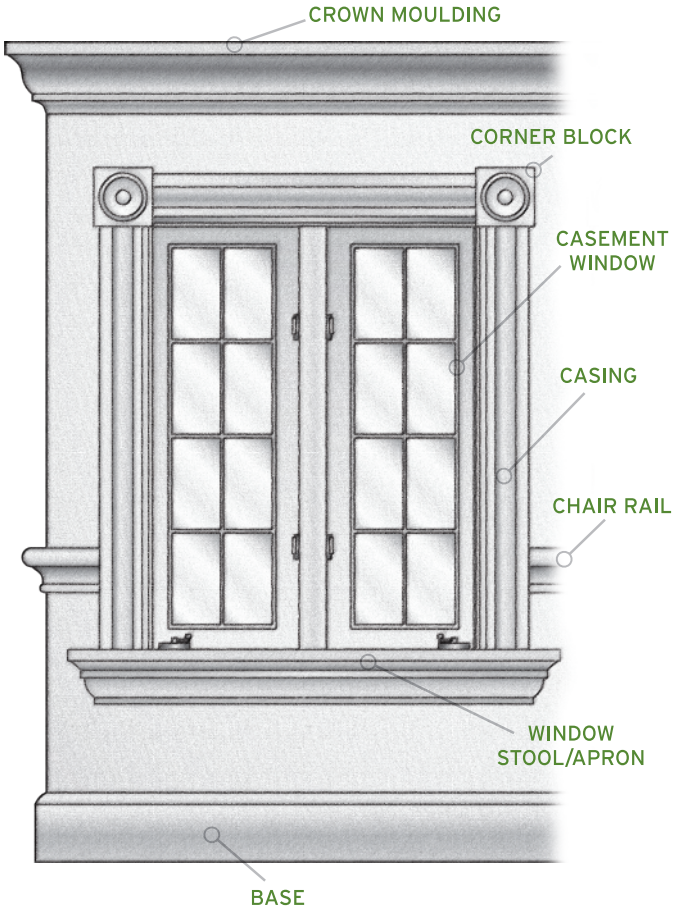 CROWN MOULDING
CORNER BLOCK
CASEMENT
WINDOW
CASING
CHAIR RAIL
WINDOW
STOOL/APRON
BASE